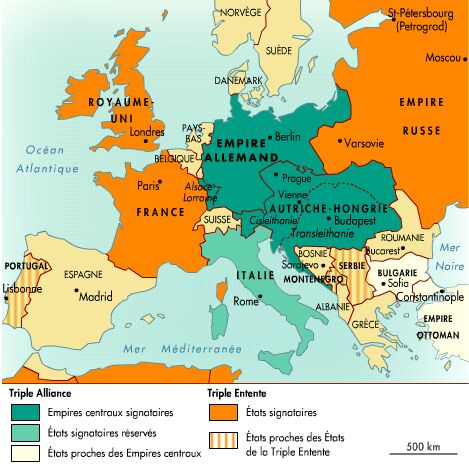 NORVÈGE
St-Pétersbourg
(Petrograd)
SUÈDE
Moscou
DANEMARK
ROYAUME-
UNI
EMPIRE
RUSSE
Océan
Atlantique
Londres
PAYS-
BAS
Berlin
EMPIRE
ALLEMAND
Varsovie
BELGIQUE
Paris
Alsace-
Lorraine
Prague
Vienne
FRANCE
AUTRICHE-HONGRIE
SUISSE
Cisleithanie
Budapest
Transleithanie
ROUMANIE
Bucarest
Mer
Noire
PORTUGAL
ESPAGNE
ITALIE
BOSNIE
Sarajevo
SERBIE
MONTÉNÉGRO
BULGARIE
Sofia
Lisbonne
Madrid
Rome
Constantinople
ALBANIE
EMPIRE
OTTOMAN
GRÈCE
Mer Méditerranée
Triple Alliance
Empires centraux signataires
États signataires réservés
États proches des Empires centraux
Triple Entente
États signataires
États proches des États
de la Triple Entente
500 km